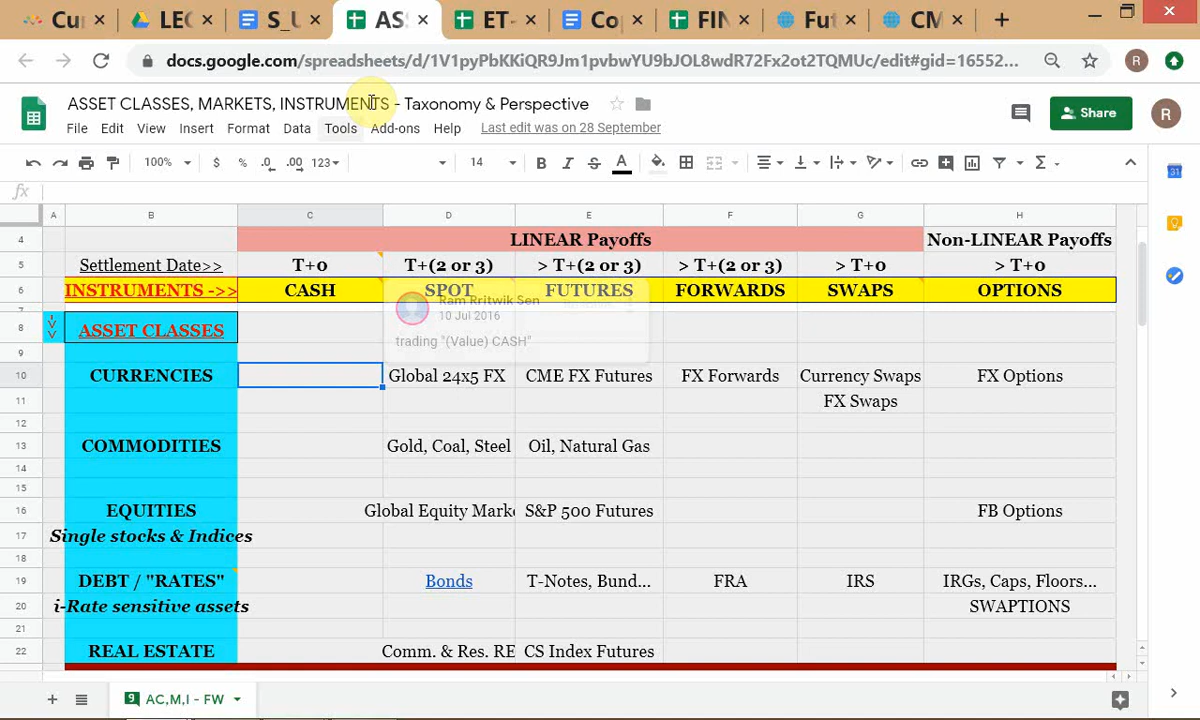 Cu
LEC
S_U
AS
ET-
Co
FIN
Fut
CM
docs.google.com/spreadsheets/d/1V1pyPbKKiQR9Jm1pvbwYU9bJOL8wdR72Fx2ot2TQMUc/edit#gid=16552...
R
ASSET CLASSES, MARKETS, INSTRUMENTS - Taxonomy & Perspective
File Edit View Insert Format Data Tools Add-ons Help Last edit was on 28 September
Share
R
100% $ % .0 .00 123 14 B I S A Σ
fx
31
A B C D E F G H
4 LINEAR Payoffs Non-LINEAR Payoffs
5 Settlement Date>> T+0 T+(2 or 3) > T+(2 or 3) > T+(2 or 3) > T+0 > T+0
6 INSTRUMENTS ->> CASH SPOT FUTURES FORWARDS SWAPS OPTIONS
Ram Rritwik Sen
10 Jul 2016
trading "(Value) CASH"
7
8 ASSET CLASSES
9
10 CURRENCIES Global 24x5 FX CME FX Futures FX Forwards Currency Swaps FX Options
11 FX Swaps
12
13 COMMODITIES Gold, Coal, Steel Oil, Natural Gas
14
15
16 EQUITIES Global Equity Marke S&P 500 Futures FB Options
17 Single stocks & Indices
18
19 DEBT / "RATES" Bonds T-Notes, Bund... FRA IRS IRGs, Caps, Floors...
20 i-Rate sensitive assets SWAPTIONS
21
22 REAL ESTATE Comm. & Res. RE CS Index Futures
9 AC,M,I - FW